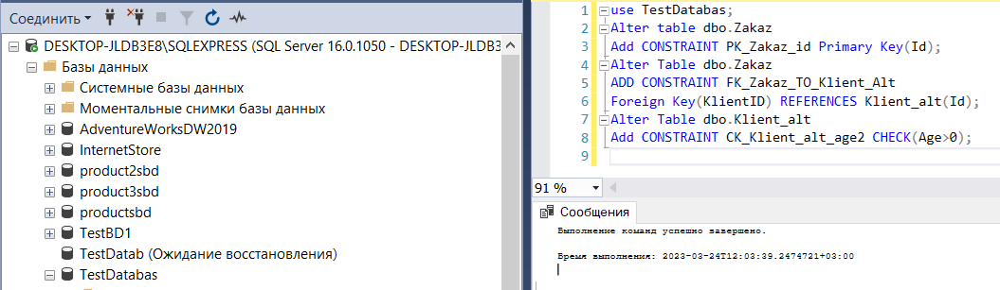 Соединить
DESKTOP-JLDB3E8\SQLEXPRESS (SQL Server 16.0.1050 - DESKTOP-JLDB3
Базы данных
Системные базы данных
Моментальные снимки базы данных
AdventureWorksDW2019
InternetStore
product2sbd
product3sbd
productsbd
TestBD1
TestDatab (Ожидание восстановления)
TestDatabas
1 use TestDatabas;
2 Alter table dbo.Zakaz
3 Add CONSTRAINT PK_Zakaz_id Primary Key(Id);
4 Alter Table dbo.Zakaz
5 ADD CONSTRAINT FK_Zakaz_TO_Klient_Alt
6 Foreign Key(KlientID) REFERENCES Klient_alt(Id);
7 Alter Table dbo.Klient_alt
8 Add CONSTRAINT CK_Klient_alt_age2 CHECK(Age>0);
9
91 %
Сообщения
Выполнение команд успешно завершено.
Время выполнения: 2023-03-24T12:03:39.2474721+03:00